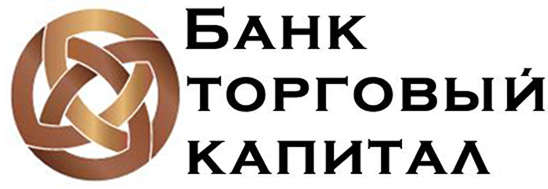 Банк
торговый
капитал